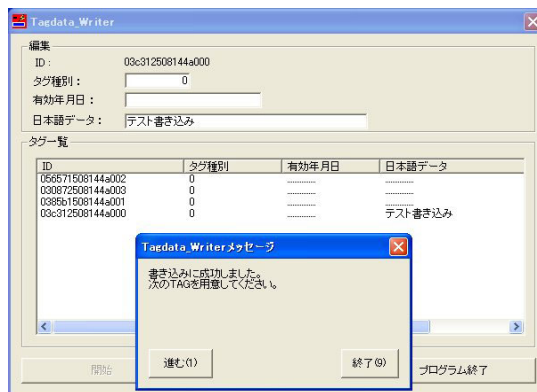 Tagdata_Writer
編集
ID： 03c312508144a000
タグ種別： 0
有効年月日：
日本語データ： テスト書き込み
タグ一覧
ID タグ種別 有効年月日 日本語データ
056571508144a002 0 ............ ............
030872508144a003 0 ............ ............
0385b1508144a001 0 ............ ............
03c312508144a000 0 ............ テスト書き込み
Tagdata_Writerメッセージ
書き込みに成功しました。
次のTAGを用意してください。
進む(1) 終了(9)
開始 プログラム終了